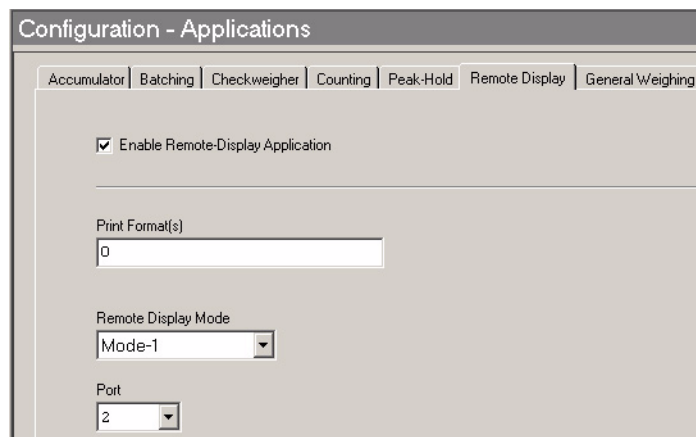 Configuration - Applications
Accumulator Batching Checkweigher Counting Peak-Hold Remote Display General Weighing
Enable Remote-Display Application
Print Format(s)
0
Remote Display Mode
Mode-1
Port
2